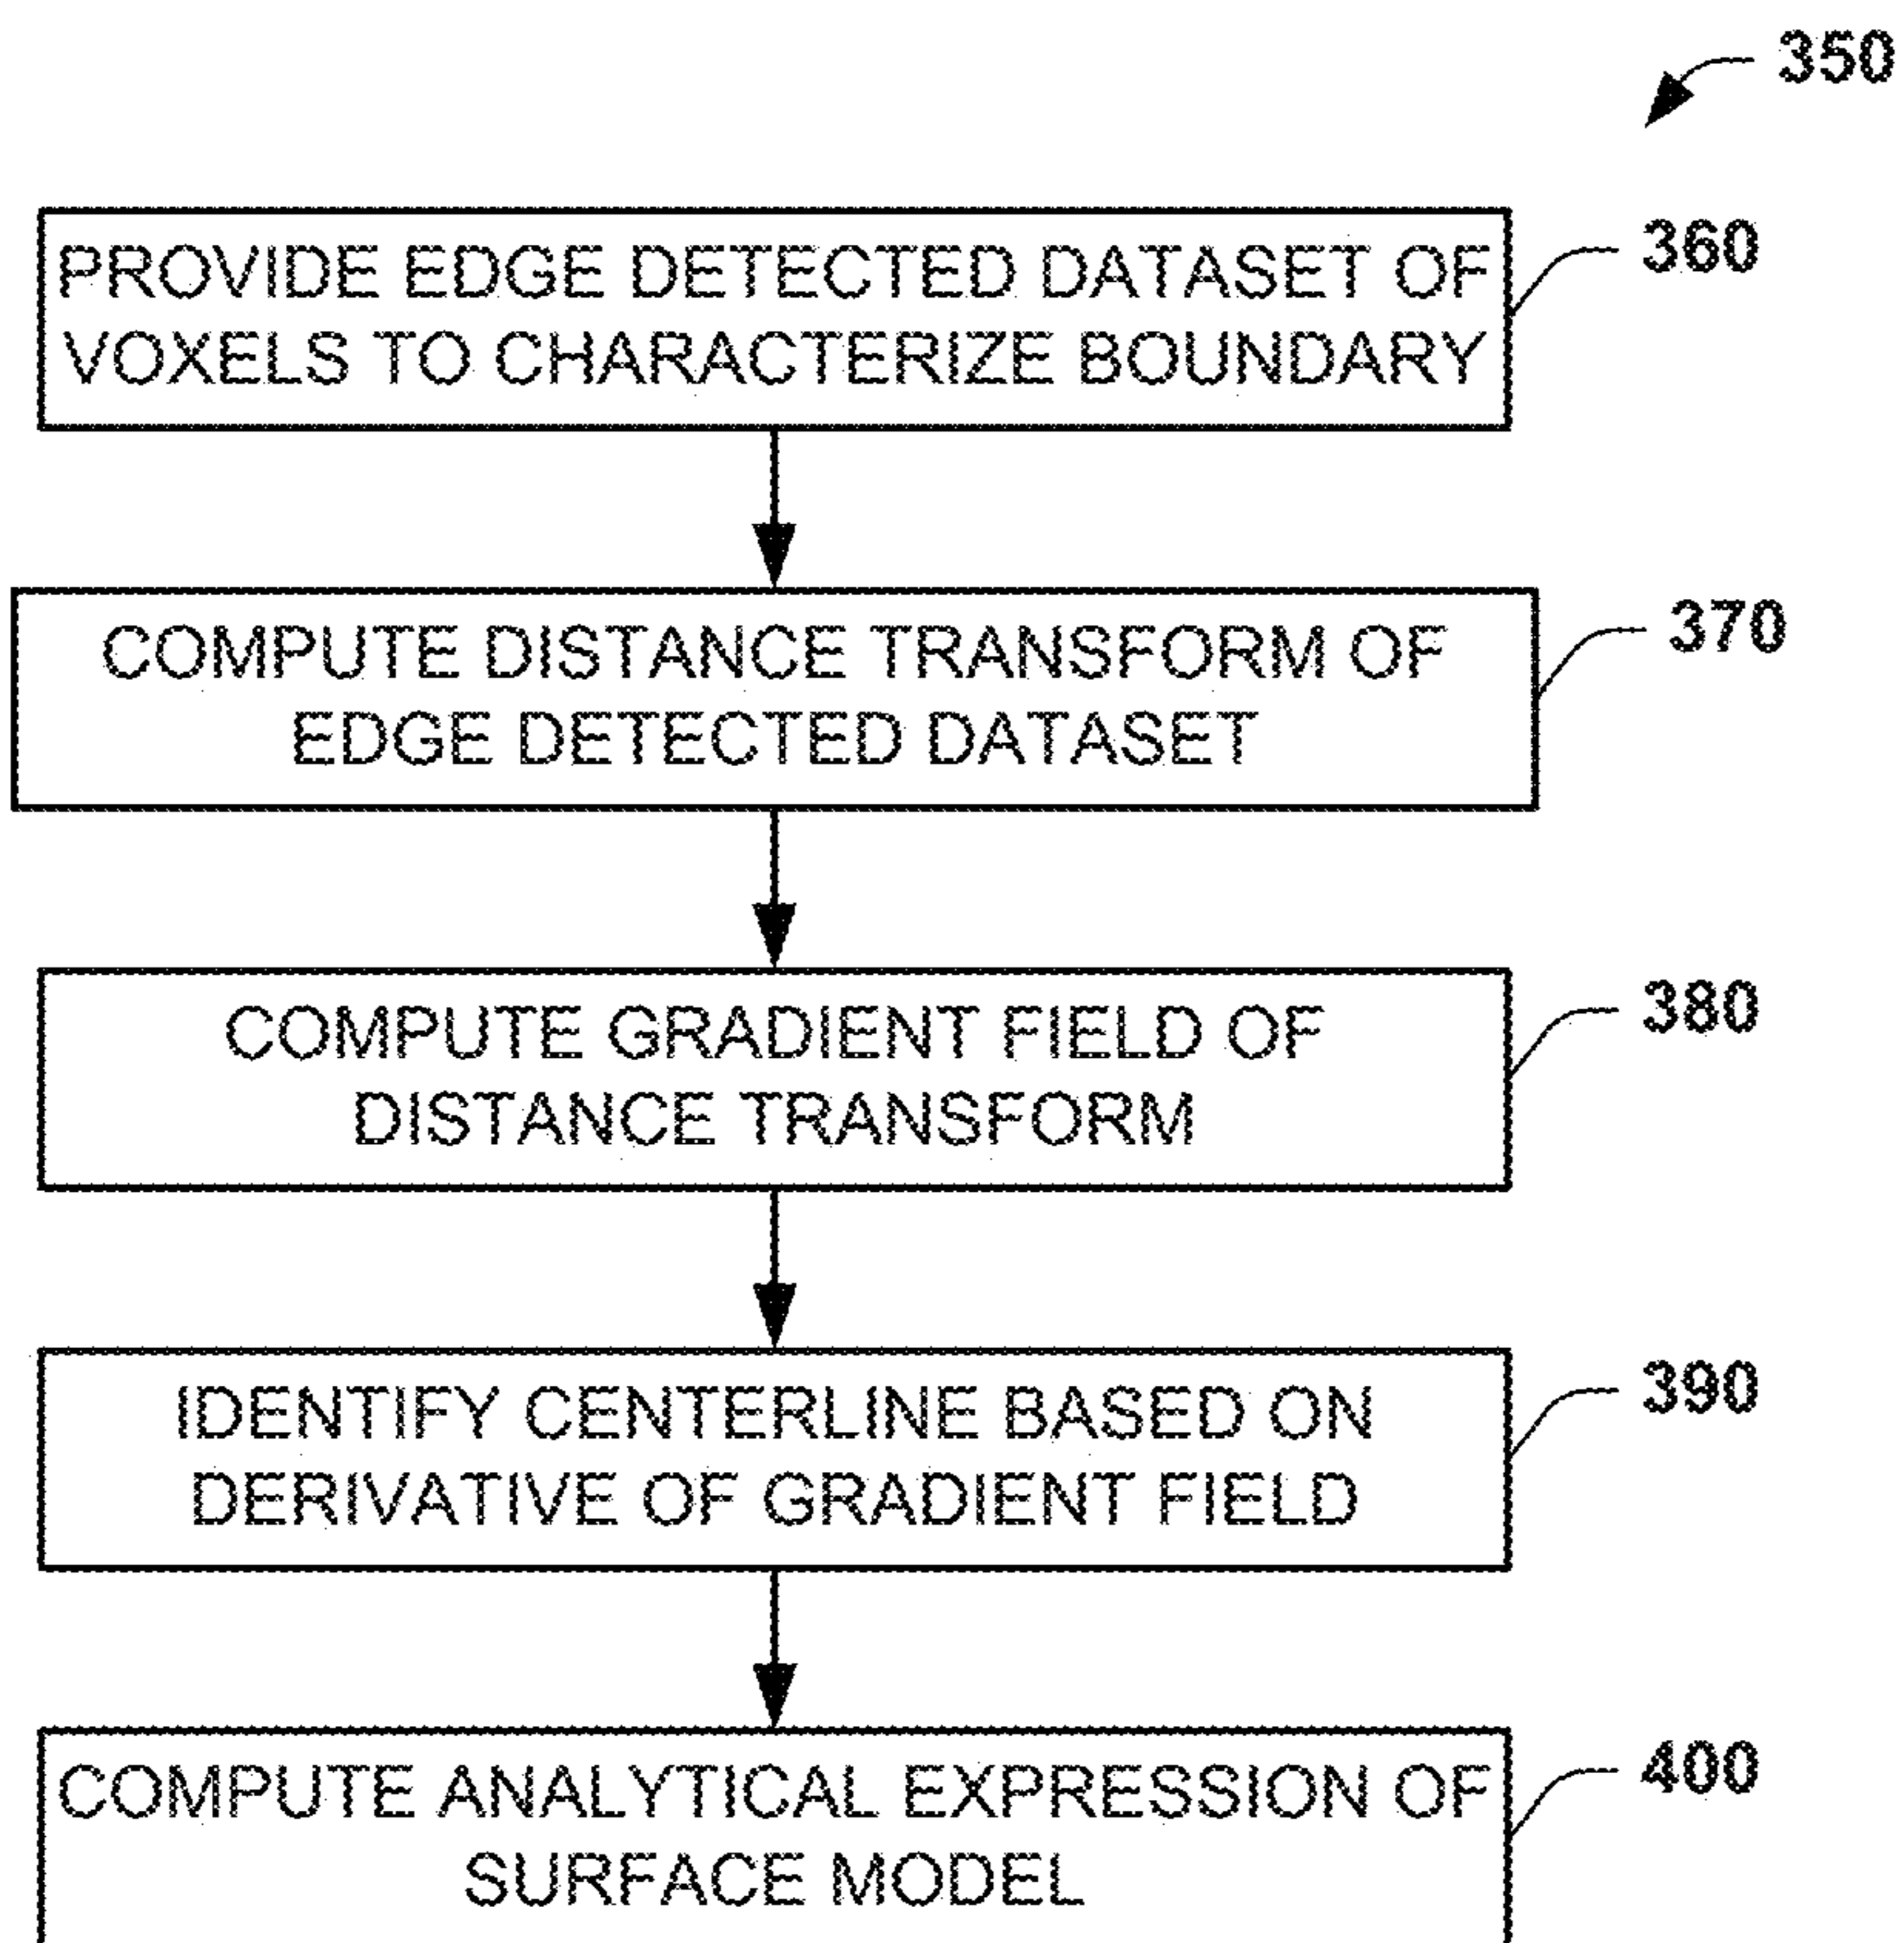 350
PROVIDE EDGE DETECTED DATASET OF
VOXELS TO CHARACTERIZE BOUNDARY
360
COMPUTE DISTANCE TRANSFORM OF
EDGE DETECTED DATASET
370
COMPUTE GRADIENT FIELD OF
DISTANCE TRANSFORM
380
IDENTIFY CENTERLINE BASED ON
DERIVATIVE OF GRADIENT FIELD
390
COMPUTE ANALYTICAL EXPRESSION OF
SURFACE MODEL
400